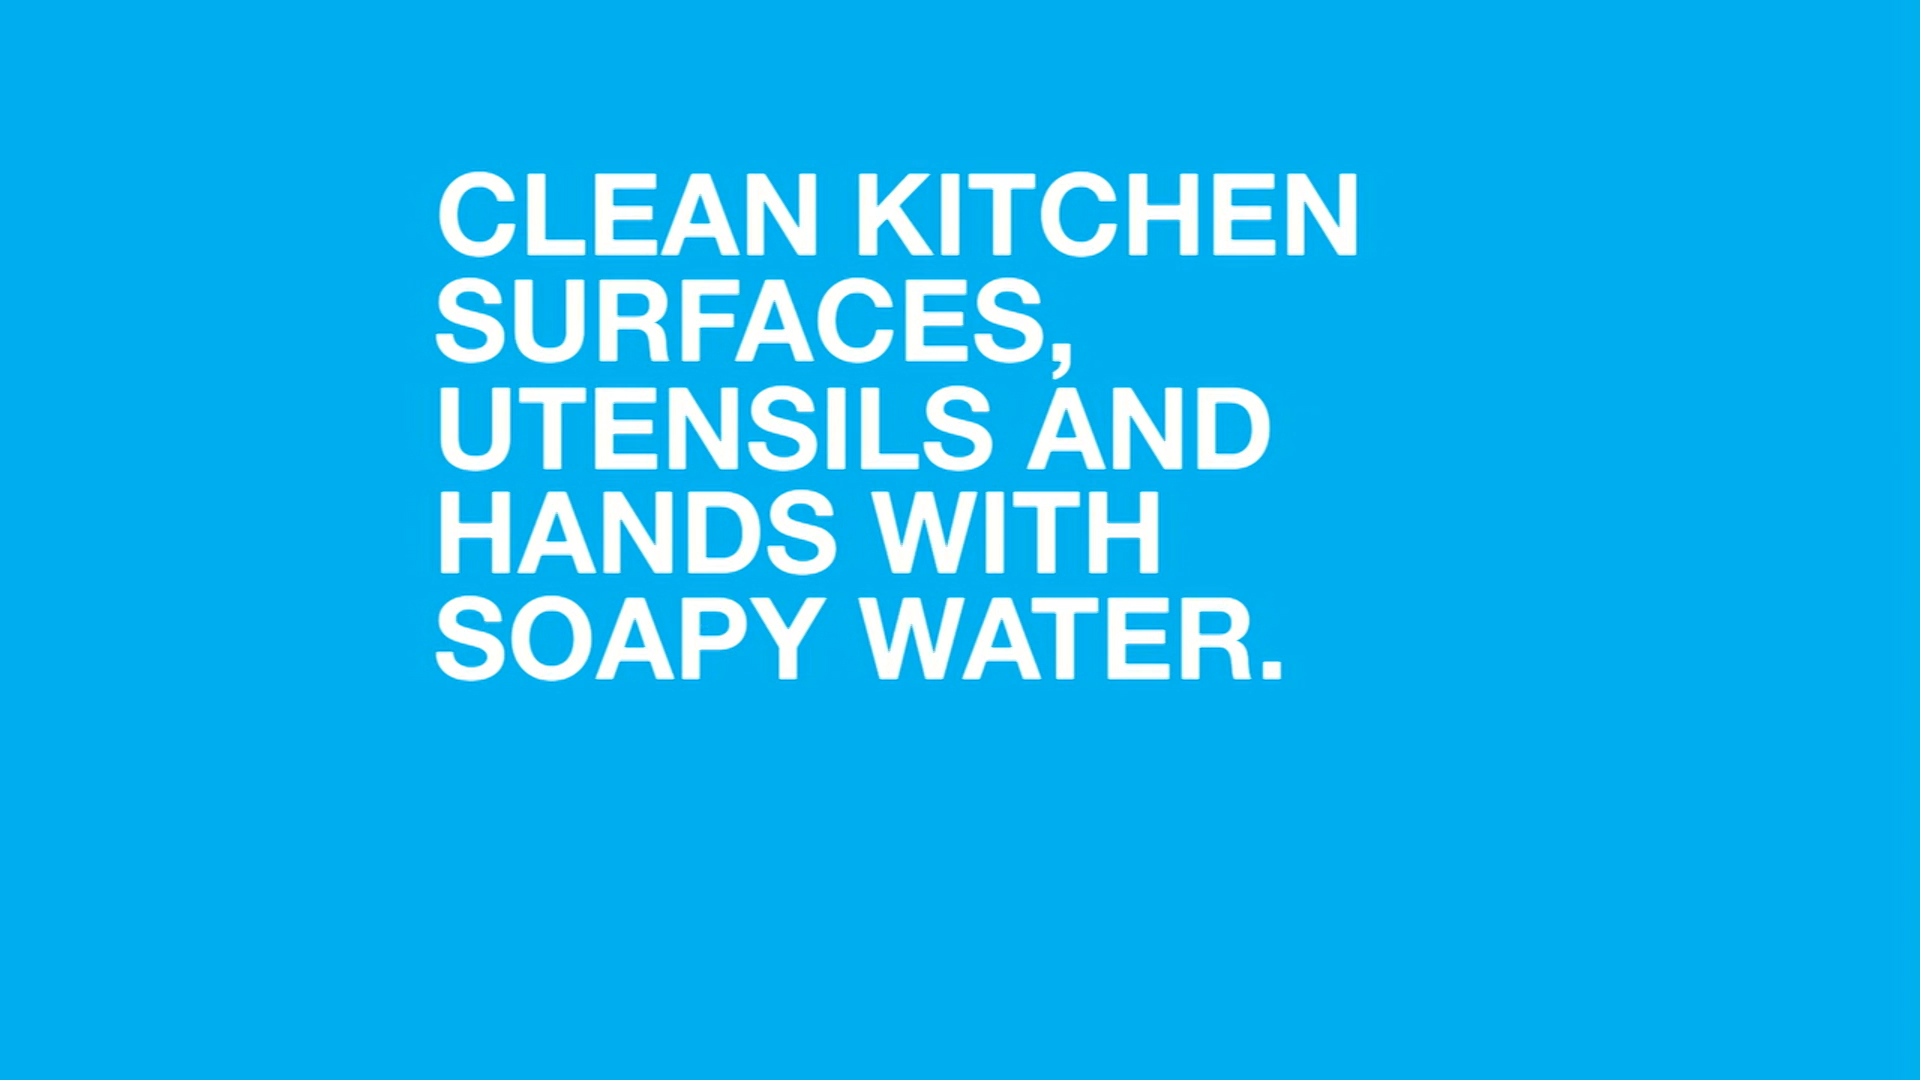 CLEAN KITCHEN
SURFACES,
UTENSILS AND
HANDS WITH
SOAPY WATER.